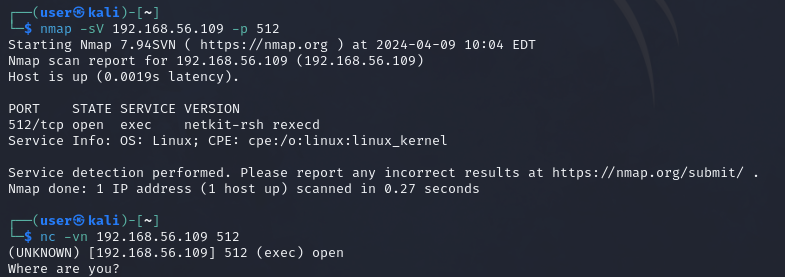 ┌──(user㉿kali)-[~]
└─$ nmap -sV 192.168.56.109 -p 512
Starting Nmap 7.94SVN ( https://nmap.org ) at 2024-04-09 10:04 EDT
Nmap scan report for 192.168.56.109 (192.168.56.109)
Host is up (0.0019s latency).

PORT    STATE SERVICE VERSION
512/tcp open  exec    netkit-rsh rexecd
Service Info: OS: Linux; CPE: cpe:/o:linux:linux_kernel

Service detection performed. Please report any incorrect results at https://nmap.org/submit/ .
Nmap done: 1 IP address (1 host up) scanned in 0.27 seconds

┌──(user㉿kali)-[~]
└─$ nc -vn 192.168.56.109 512
(UNKNOWN) [192.168.56.109] 512 (exec) open
Where are you?